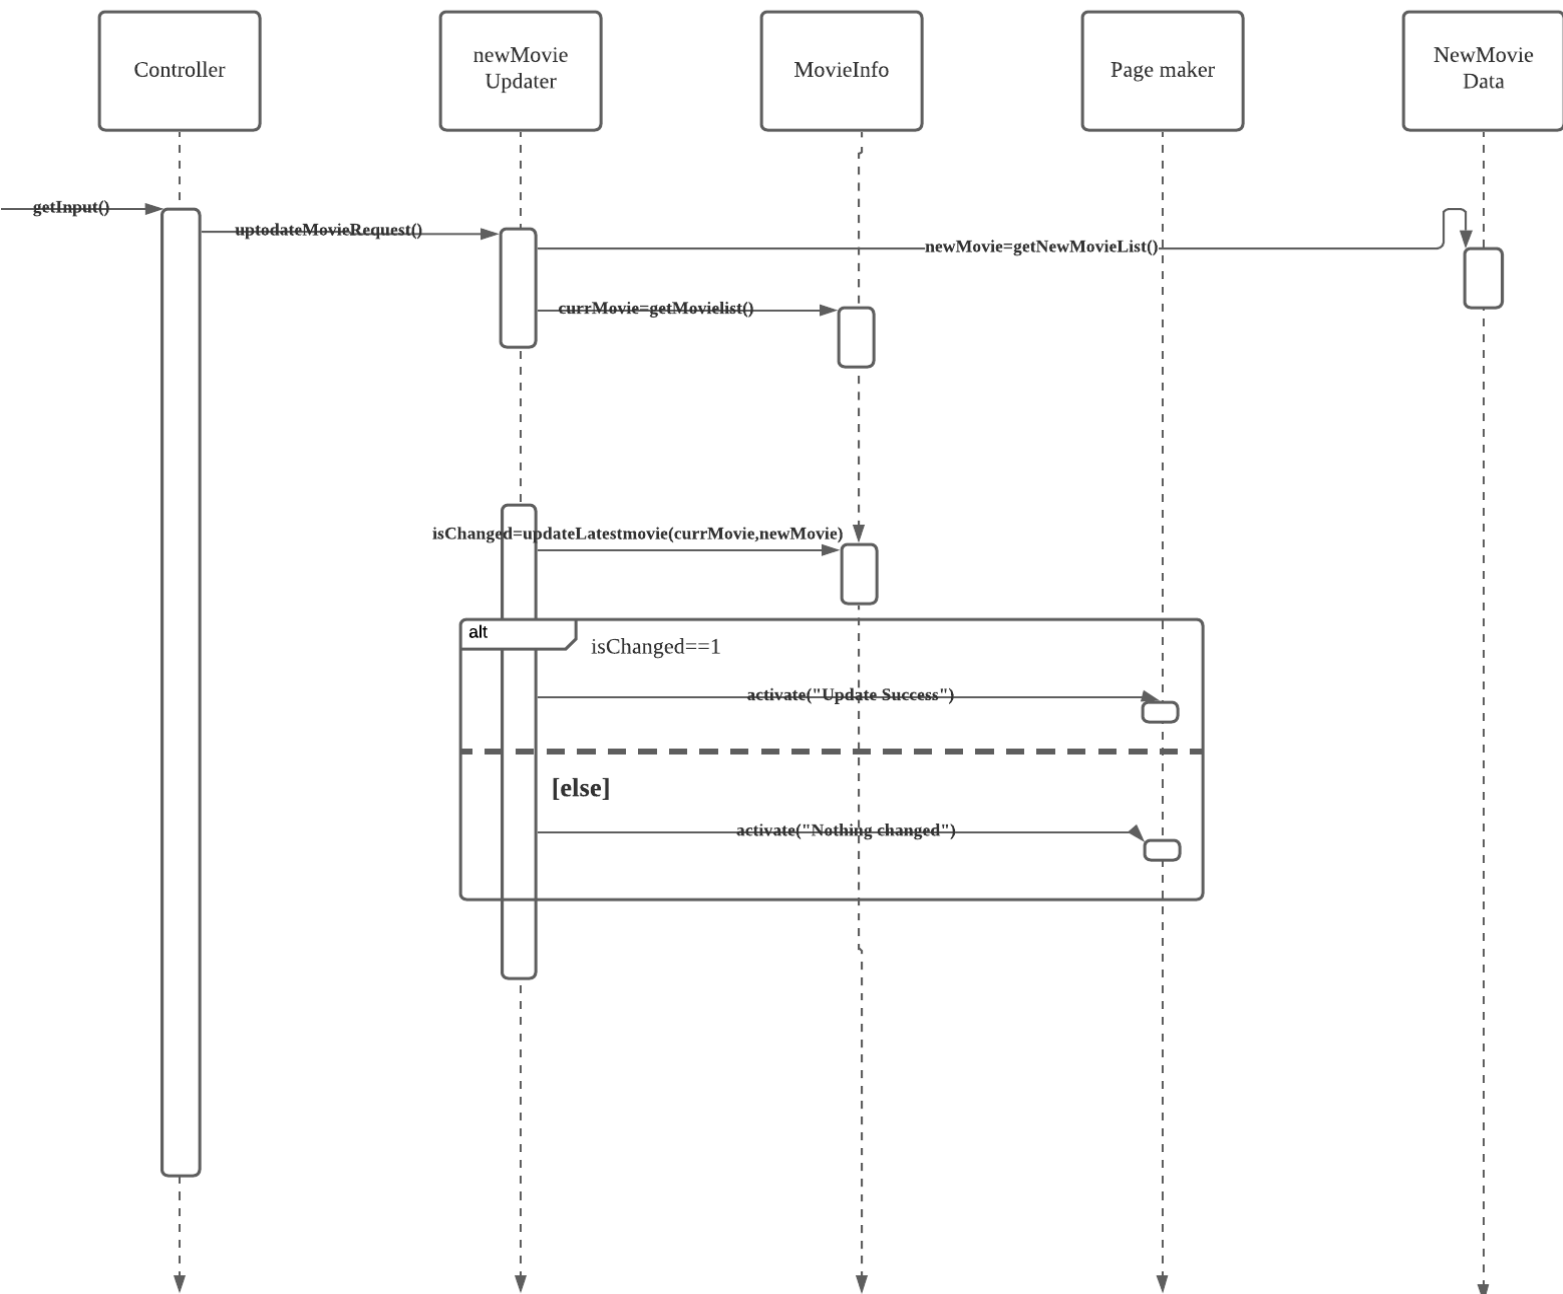 Controller
newMovie
Updater
MovieInfo
Page maker
NewMovie
Data
getInput()
uptodateMovieRequest()
newMovie=getNewMovieList()
currMovie=getMovielist()
isChanged=updateLatestmovie(currMovie,newMovie)
alt
isChanged==1
activate("Update Success")
[else]
activate("Nothing changed")